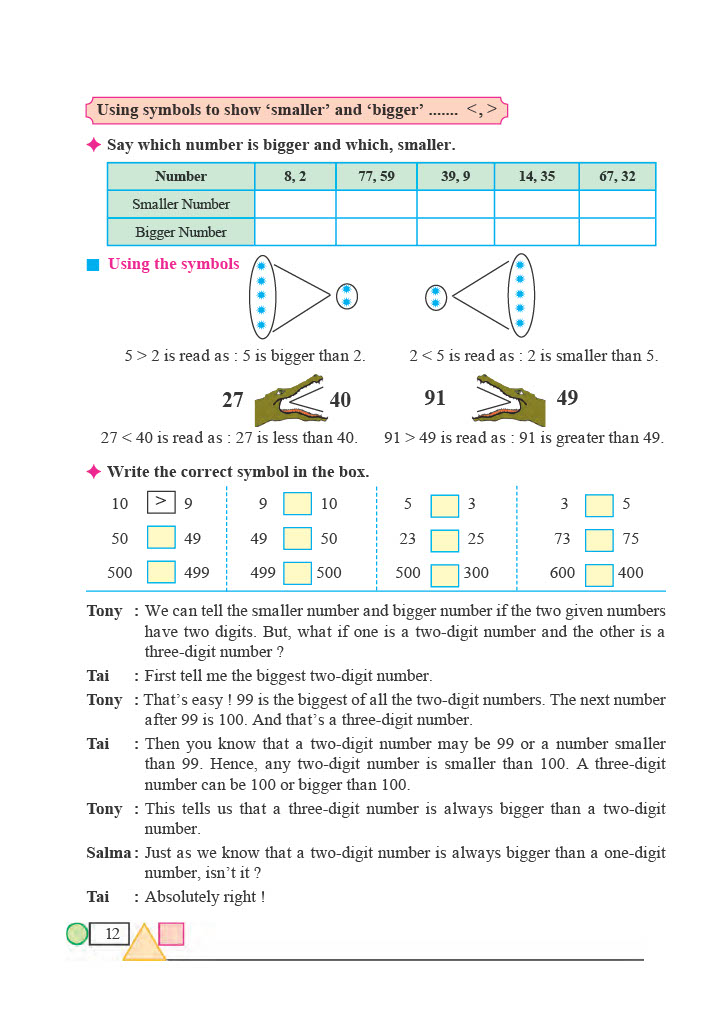 Using symbols to show ‘smaller’ and ‘bigger’ ....... <, >
Say which number is bigger and which, smaller.
Number 8, 2 77, 59 39, 9 14, 35 67, 32
Smaller Number
Bigger Number
Using the symbols
5 > 2 is read as : 5 is bigger than 2. 2 < 5 is read as : 2 is smaller than 5.
27 40 91 49
27 < 40 is read as : 27 is less than 40. 91 > 49 is read as : 91 is greater than 49.
Write the correct symbol in the box.
10 > 9 9 10 5 3 3 5
50 49 49 50 23 25 73 75
500 499 499 500 500 300 600 400
Tony : We can tell the smaller number and bigger number if the two given numbers
have two digits. But, what if one is a two-digit number and the other is a
three-digit number ?
Tai : First tell me the biggest two-digit number.
Tony : That’s easy ! 99 is the biggest of all the two-digit numbers. The next number
after 99 is 100. And that’s a three-digit number.
Tai : Then you know that a two-digit number may be 99 or a number smaller
than 99. Hence, any two-digit number is smaller than 100. A three-digit
number can be 100 or bigger than 100.
Tony : This tells us that a three-digit number is always bigger than a two-digit
number.
Salma : Just as we know that a two-digit number is always bigger than a one-digit
number, isn’t it ?
Tai : Absolutely right !
12